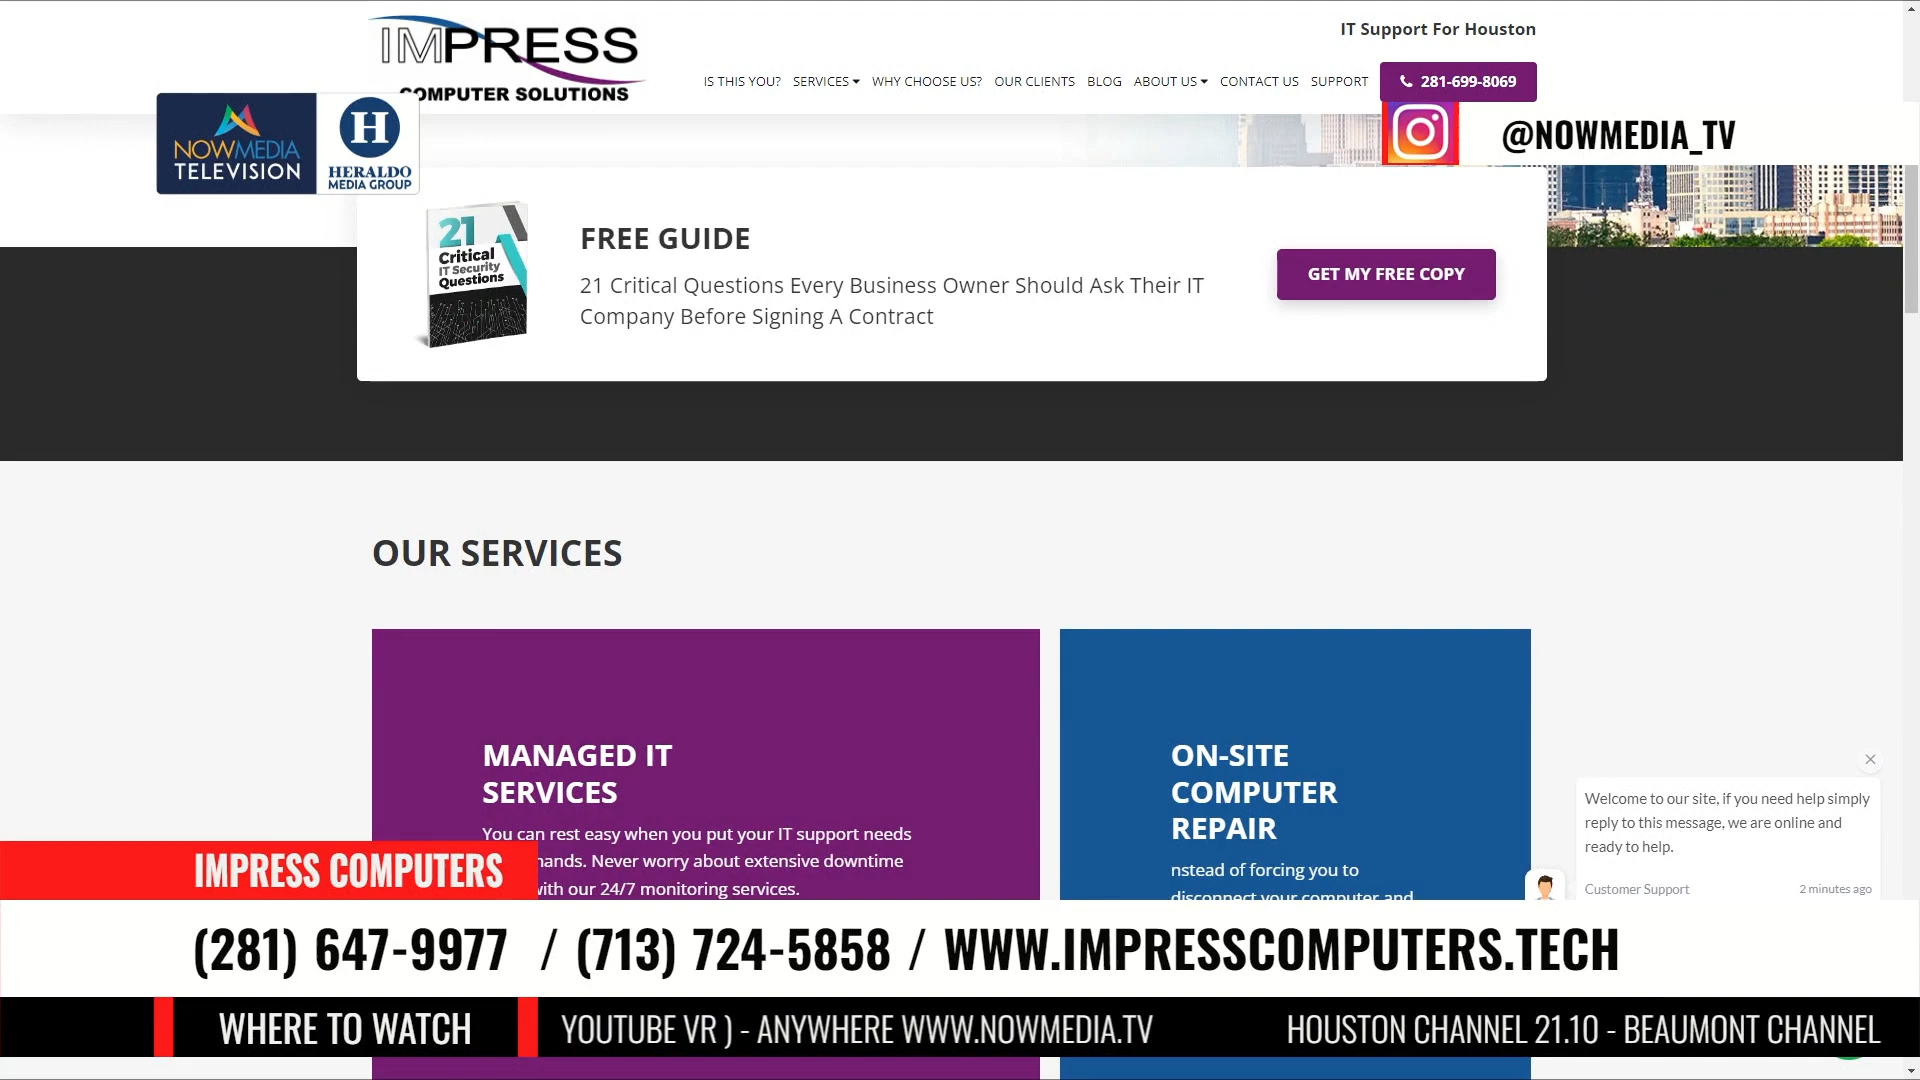 IMPRESS
COMPUTER SOLUTIONS
IT Support For Houston
IS THIS YOU? SERVICES WHY CHOOSE US? OUR CLIENTS BLOG ABOUT US CONTACT US SUPPORT 281-699-8069
NOWMEDIA
TELEVISION
H
HERALDO
MEDIA GROUP
@NOWMEDIA_TV
21
Critical
IT Security
Questions
FREE GUIDE
21 Critical Questions Every Business Owner Should Ask Their IT
Company Before Signing A Contract
GET MY FREE COPY
OUR SERVICES
MANAGED IT
SERVICES
You can rest easy when you put your IT support needs
hands. Never worry about extensive downtime
with our 24/7 monitoring services.
ON-SITE
COMPUTER
REPAIR
nstead of forcing you to
disconnect your computer and
Welcome to our site, if you need help simply
reply to this message, we are online and
ready to help.
Customer Support 2 minutes ago
IMPRESS COMPUTERS
(281) 647-9977 / (713) 724-5858 / WWW.IMPRESSCOMPUTERS.TECH
WHERE TO WATCH
YOUTUBE VR ) - ANYWHERE WWW.NOWMEDIA.TV HOUSTON CHANNEL 21.10 - BEAUMONT CHANNEL